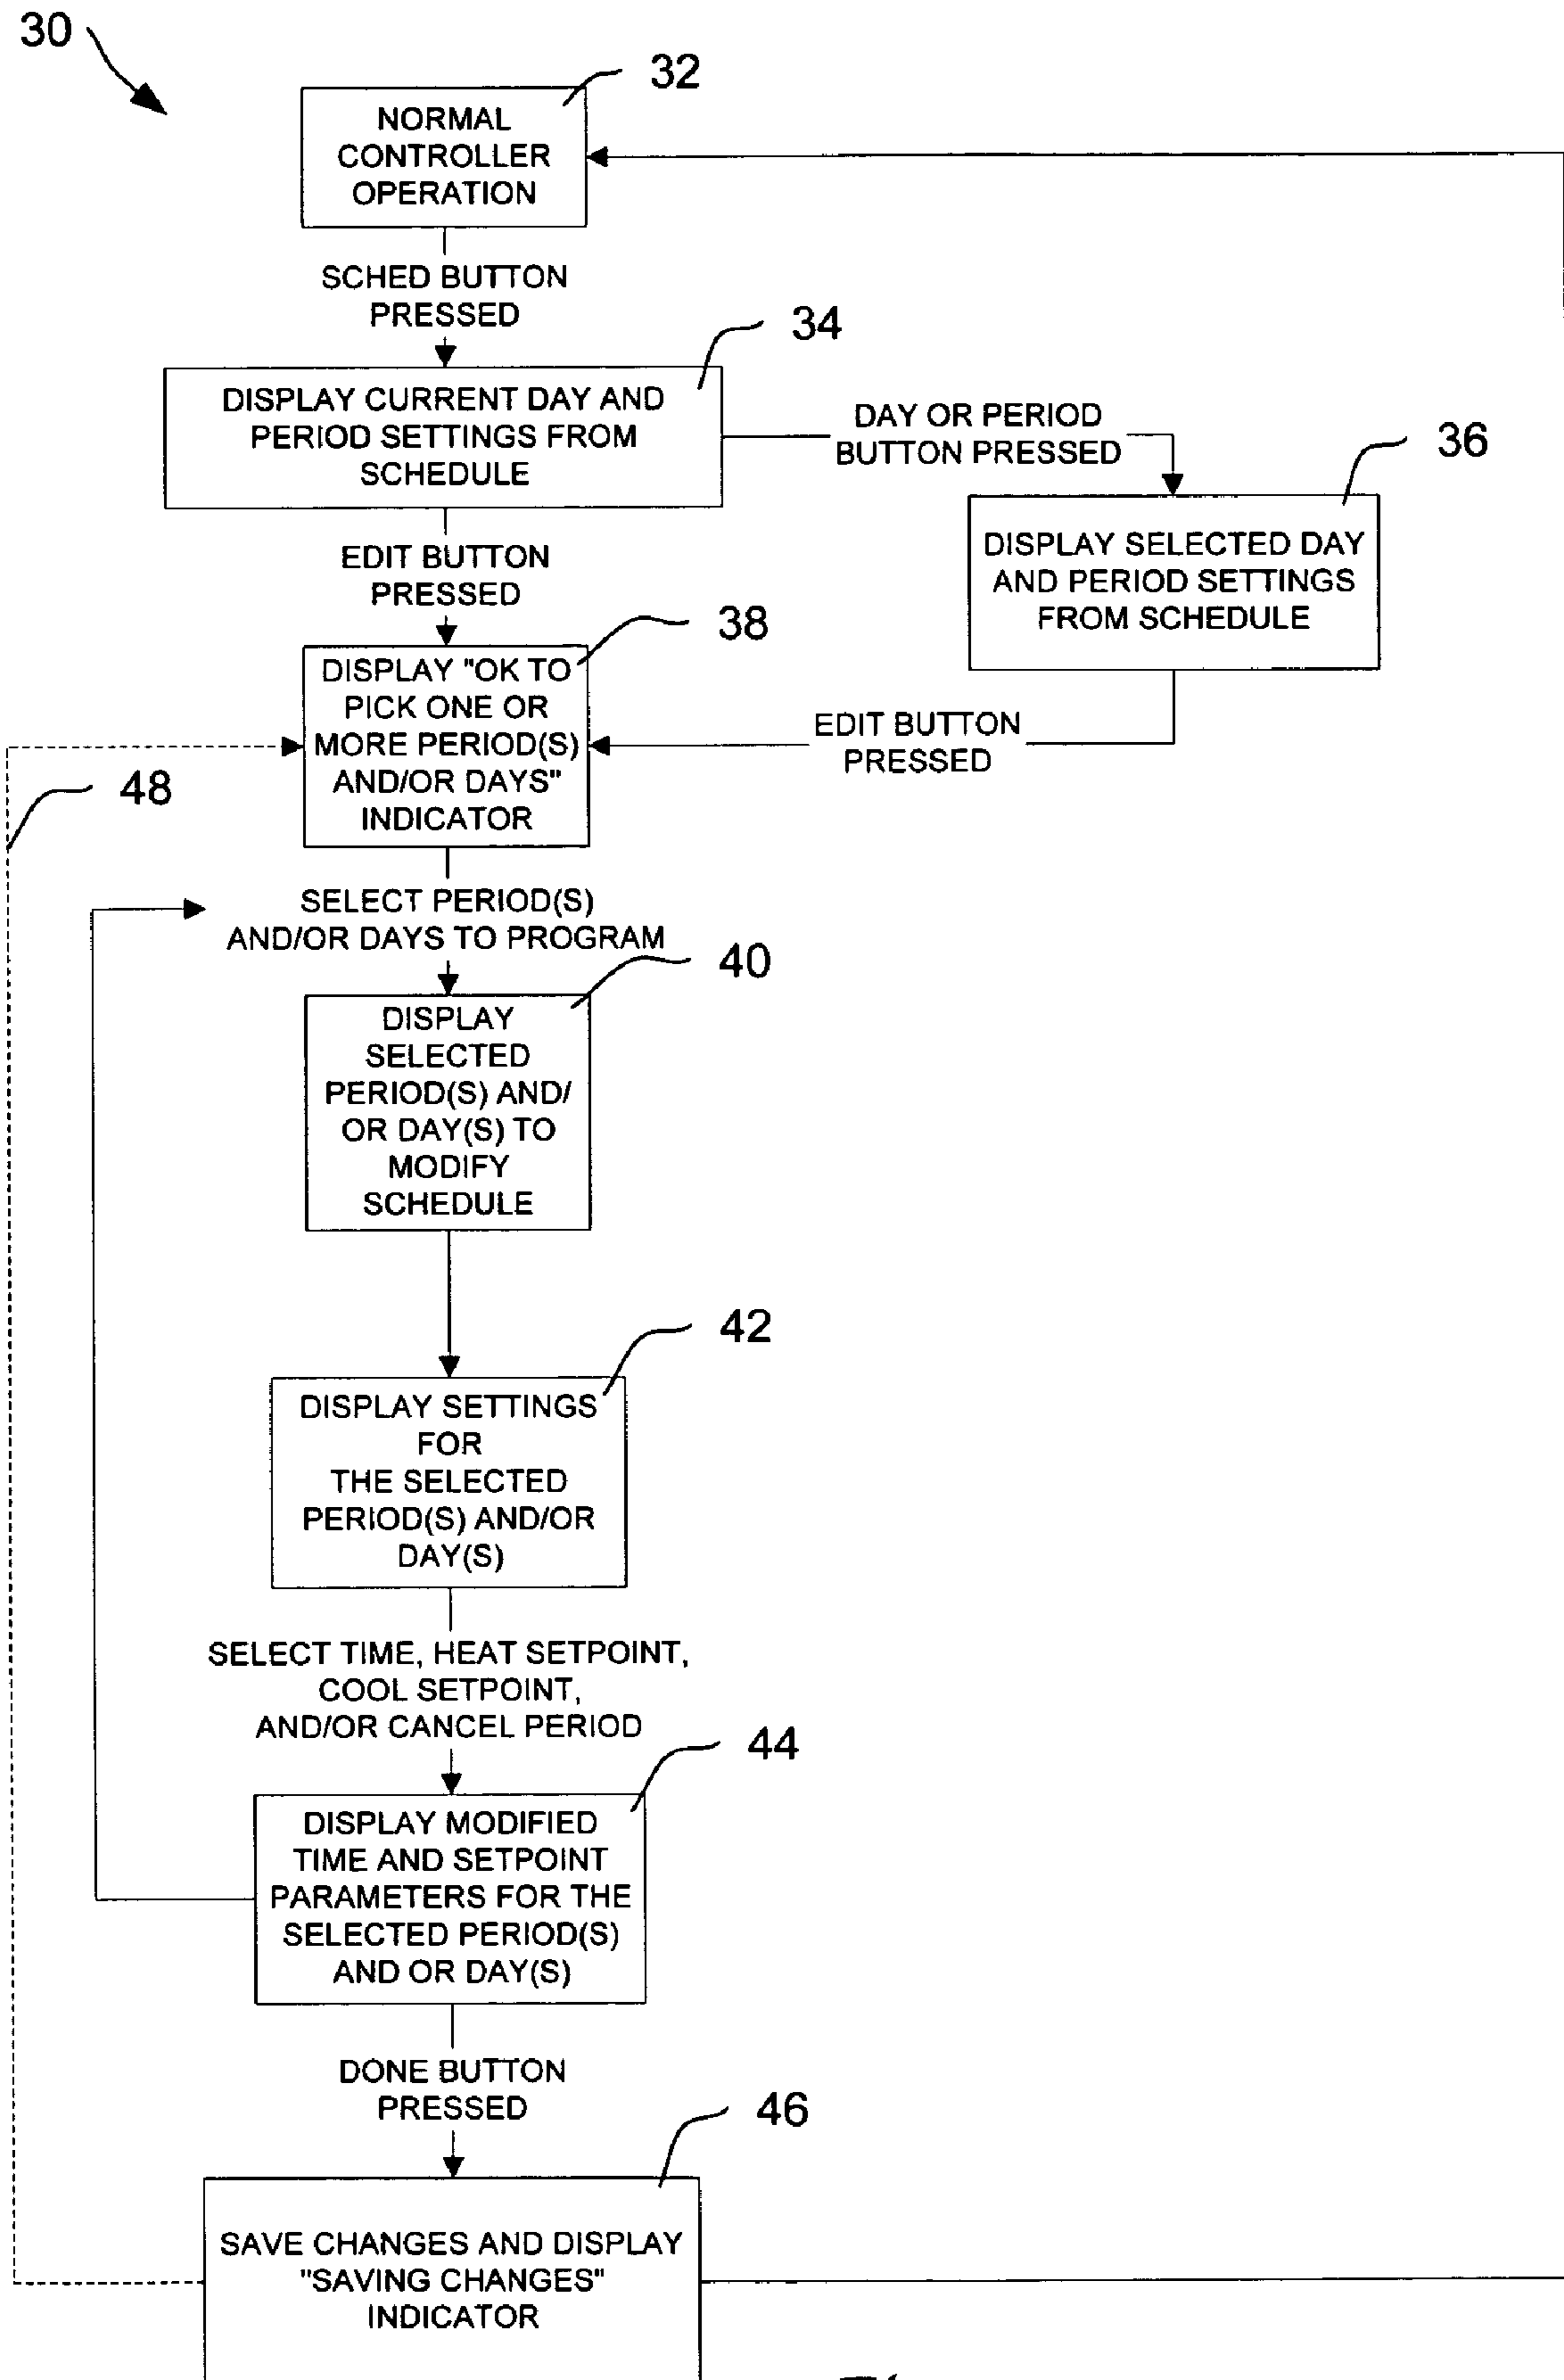 30
32
NORMAL
CONTROLLER
OPERATION
SCHED BUTTON
PRESSED
34
DISPLAY CURRENT DAY AND
PERIOD SETTINGS FROM
SCHEDULE
DAY OR PERIOD
BUTTON PRESSED
36
DISPLAY SELECTED DAY
AND PERIOD SETTINGS
FROM SCHEDULE
EDIT BUTTON
PRESSED
38
DISPLAY "OK TO
PICK ONE OR
MORE PERIOD(S)
AND/OR DAYS"
INDICATOR
EDIT BUTTON
PRESSED
48
SELECT PERIOD(S)
AND/OR DAYS TO PROGRAM
40
DISPLAY
SELECTED
PERIOD(S) AND/
OR DAY(S) TO
MODIFY
SCHEDULE
42
DISPLAY SETTINGS
FOR
THE SELECTED
PERIOD(S) AND/OR
DAY(S)
SELECT TIME, HEAT SETPOINT,
COOL SETPOINT,
AND/OR CANCEL PERIOD
44
DISPLAY MODIFIED
TIME AND SETPOINT
PARAMETERS FOR THE
SELECTED PERIOD(S)
AND OR DAY(S)
DONE BUTTON
PRESSED
46
SAVE CHANGES AND DISPLAY
"SAVING CHANGES"
INDICATOR